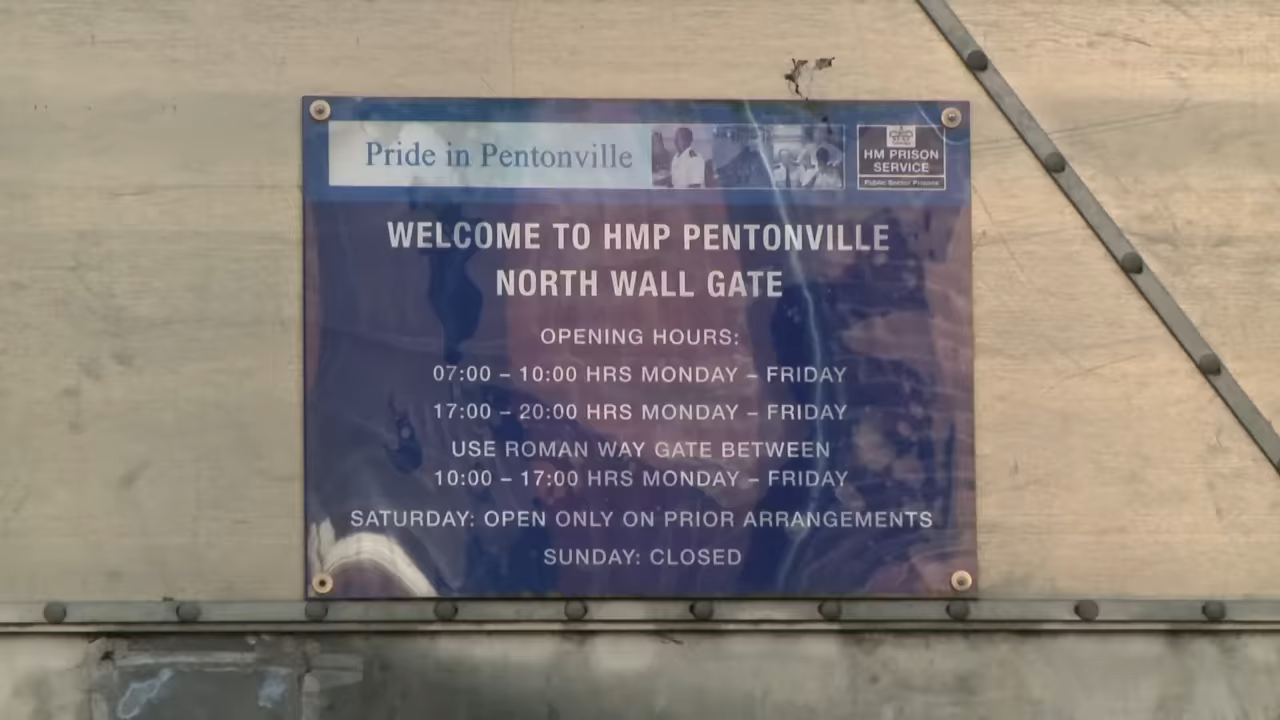 Pride in Pentonville
HM PRISON
SERVICE
Public Sector Prisons
WELCOME TO HMP PENTONVILLE
NORTH WALL GATE
OPENING HOURS:
07:00 – 10:00 HRS MONDAY – FRIDAY
17:00 – 20:00 HRS MONDAY – FRIDAY
USE ROMAN WAY GATE BETWEEN
10:00 – 17:00 HRS MONDAY – FRIDAY
SATURDAY: OPEN ONLY ON PRIOR ARRANGEMENTS
SUNDAY: CLOSED